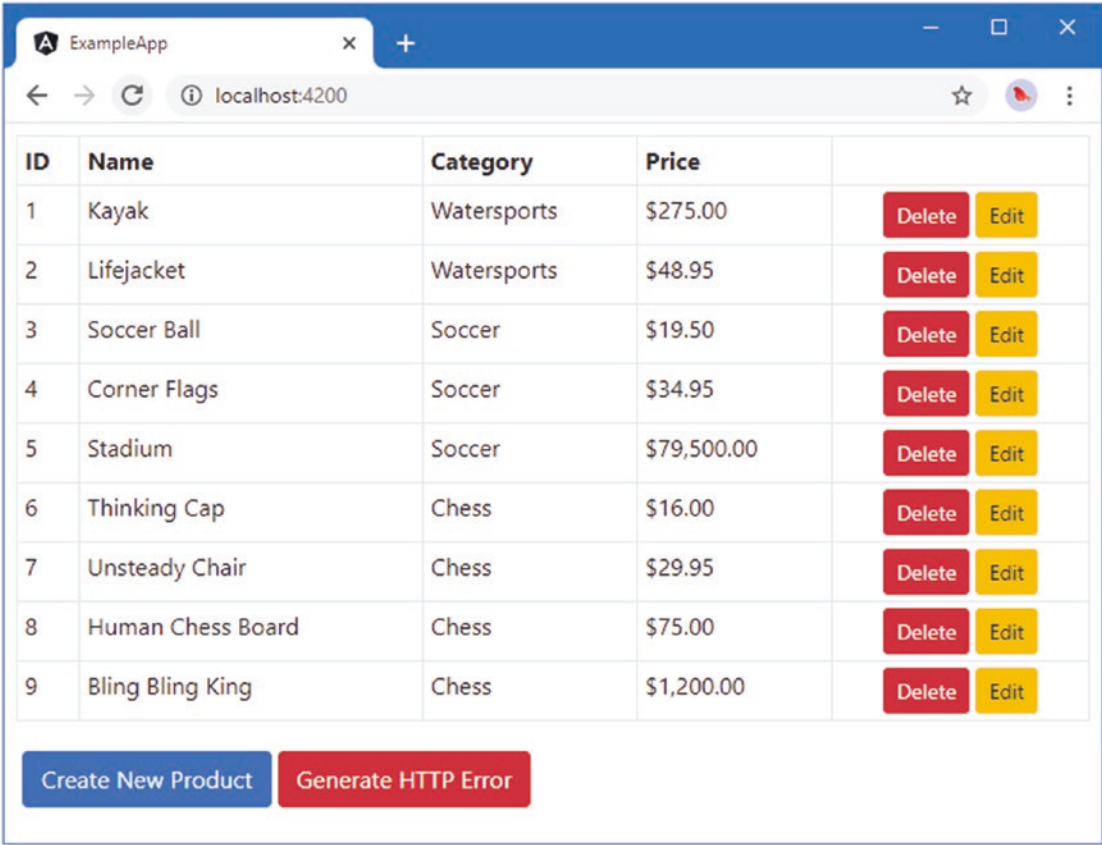 ExampleApp
localhost:4200
ID Name Category Price
1 Kayak Watersports $275.00 Delete Edit
2 Lifejacket Watersports $48.95 Delete Edit
3 Soccer Ball Soccer $19.50 Delete Edit
4 Corner Flags Soccer $34.95 Delete Edit
5 Stadium Soccer $79,500.00 Delete Edit
6 Thinking Cap Chess $16.00 Delete Edit
7 Unsteady Chair Chess $29.95 Delete Edit
8 Human Chess Board Chess $75.00 Delete Edit
9 Bling Bling King Chess $1,200.00 Delete Edit
Create New Product Generate HTTP Error